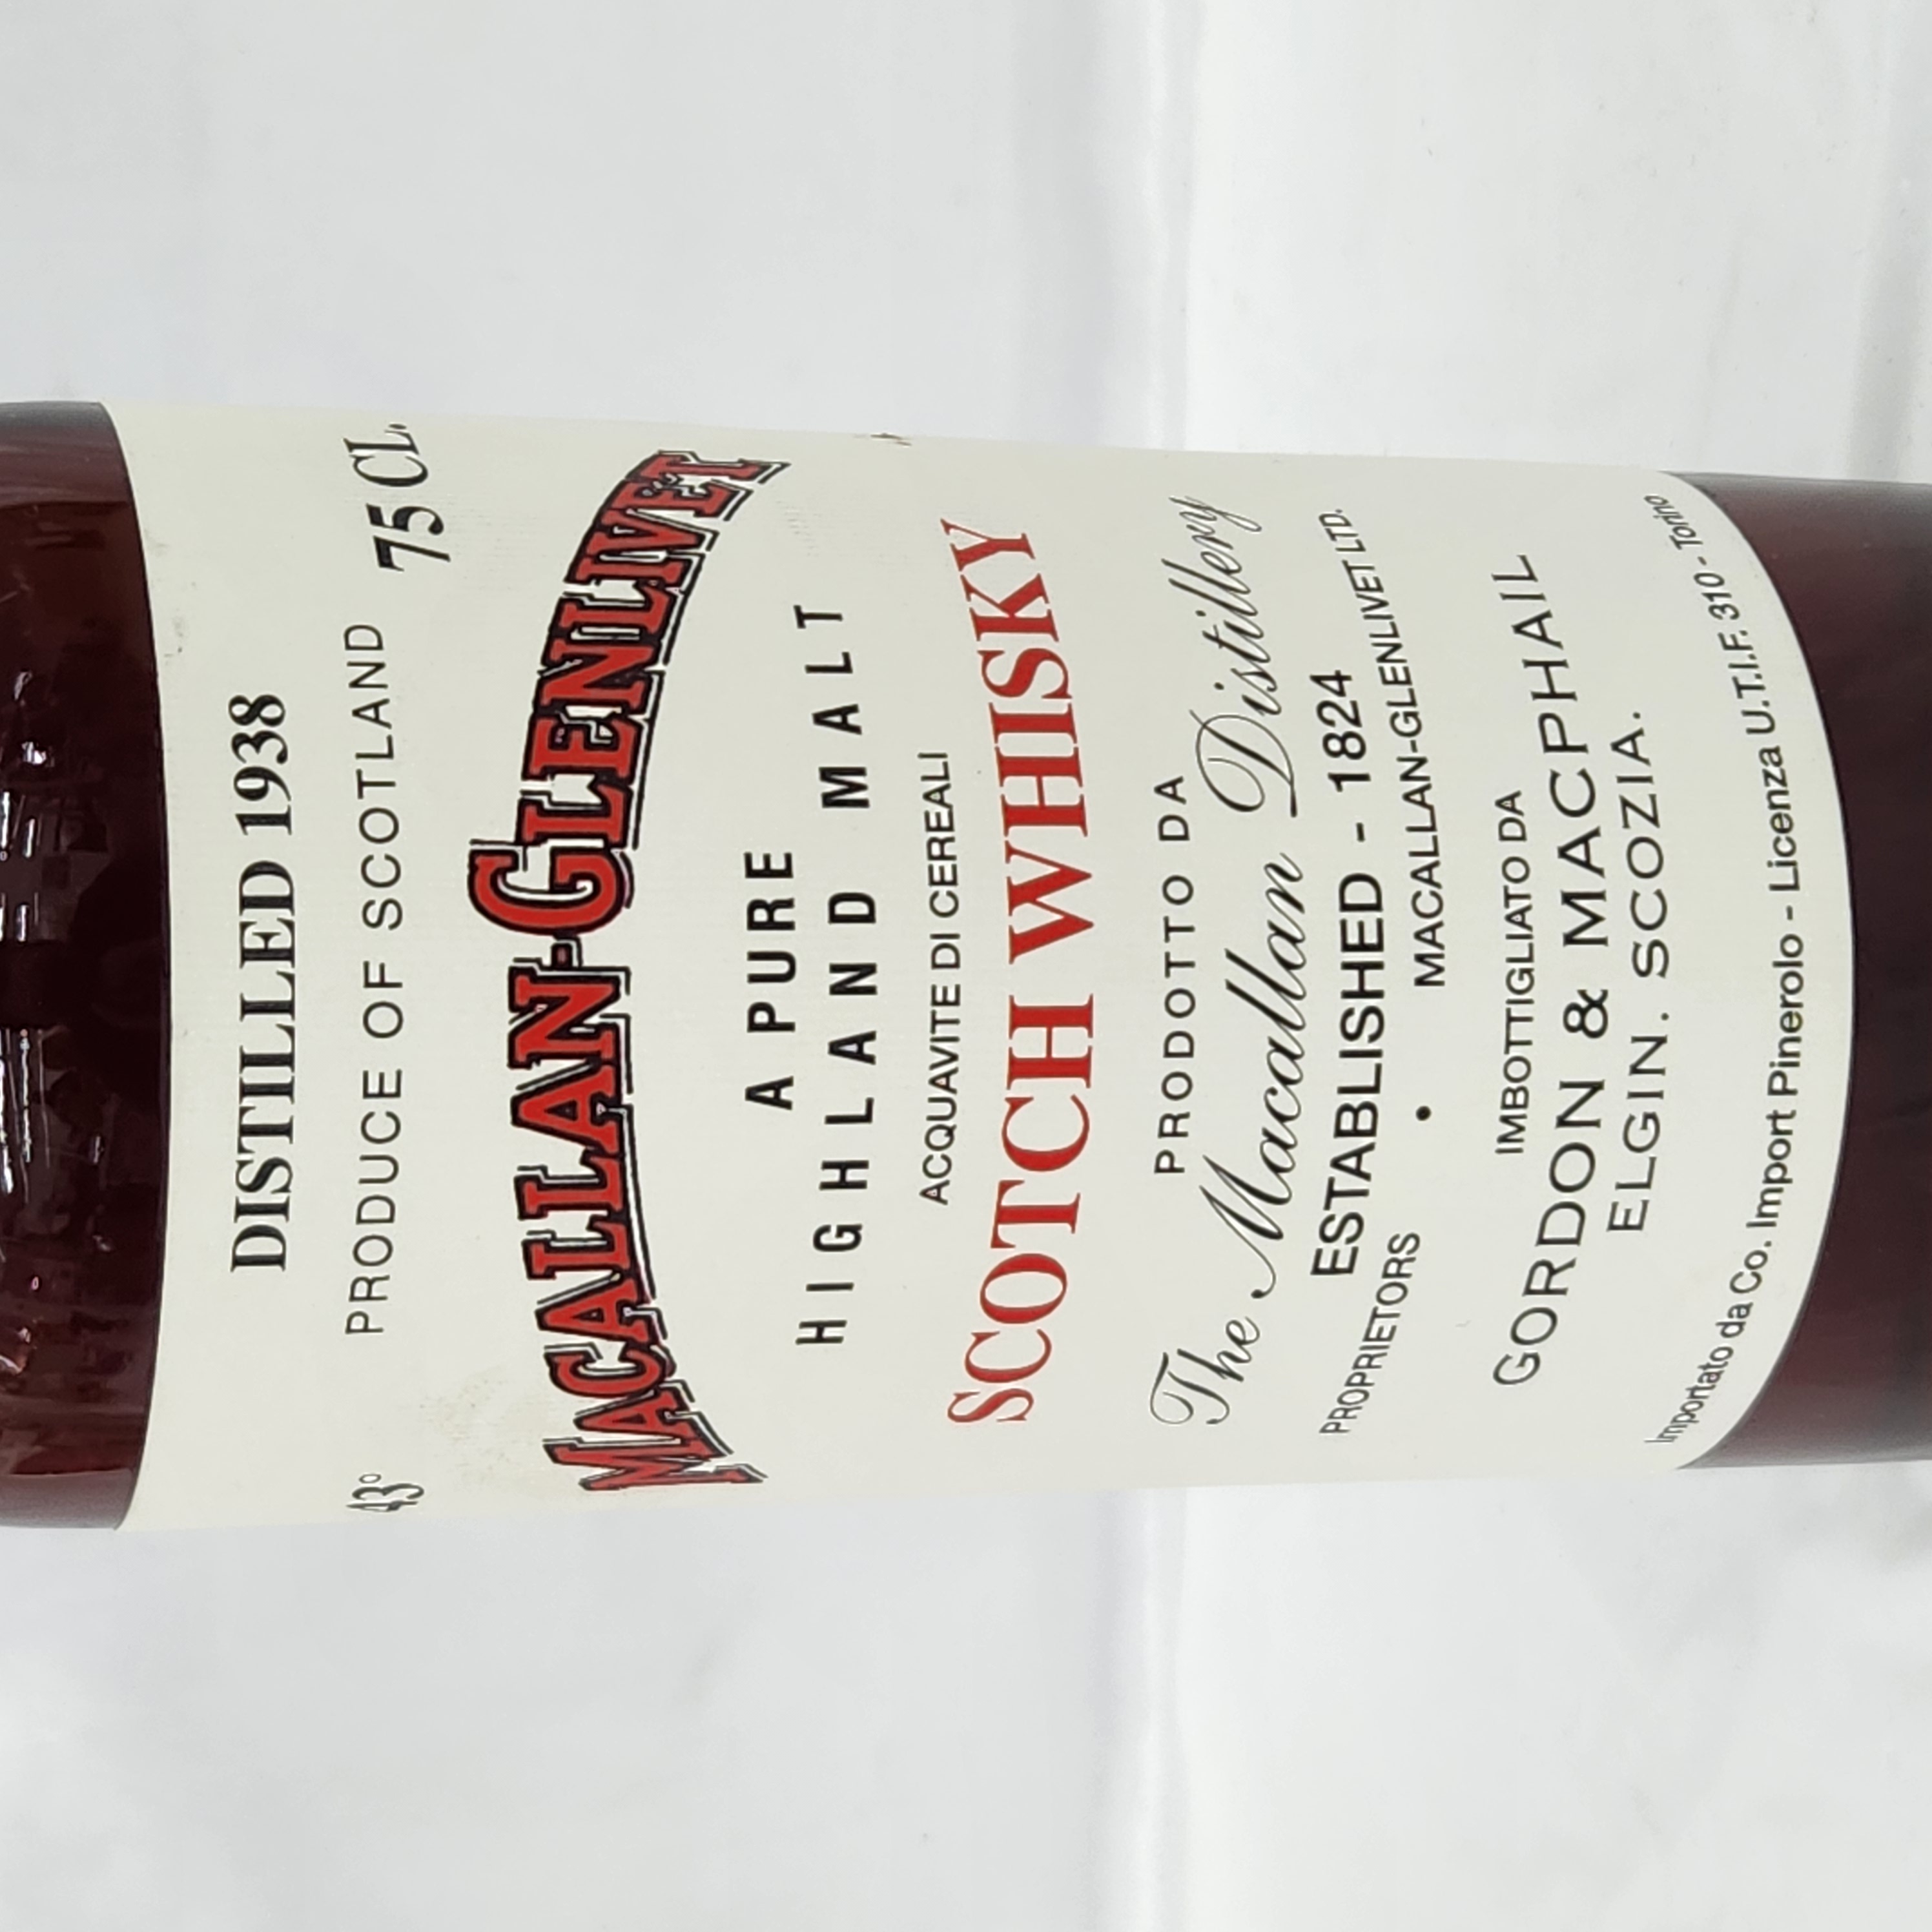 DISTILLED 1938
PRODUCE OF SCOTLAND
43° 75 CL.
MACALLAN-GLENLIVET
A PURE
HIGHLAND MALT
ACQUAVITE DI CEREALI
SCOTCH WHISKY
PRODOTTO DA
The Macallan Distillery
ESTABLISHED - 1824
PROPRIETORS • MACALLAN-GLENLIVET LTD.
IMBOTTIGLIATO DA
GORDON & MACPHAIL
ELGIN. SCOZIA.
Importato da Co. Import Pinerolo - Licenza U.T.I.F. 310 - Torino